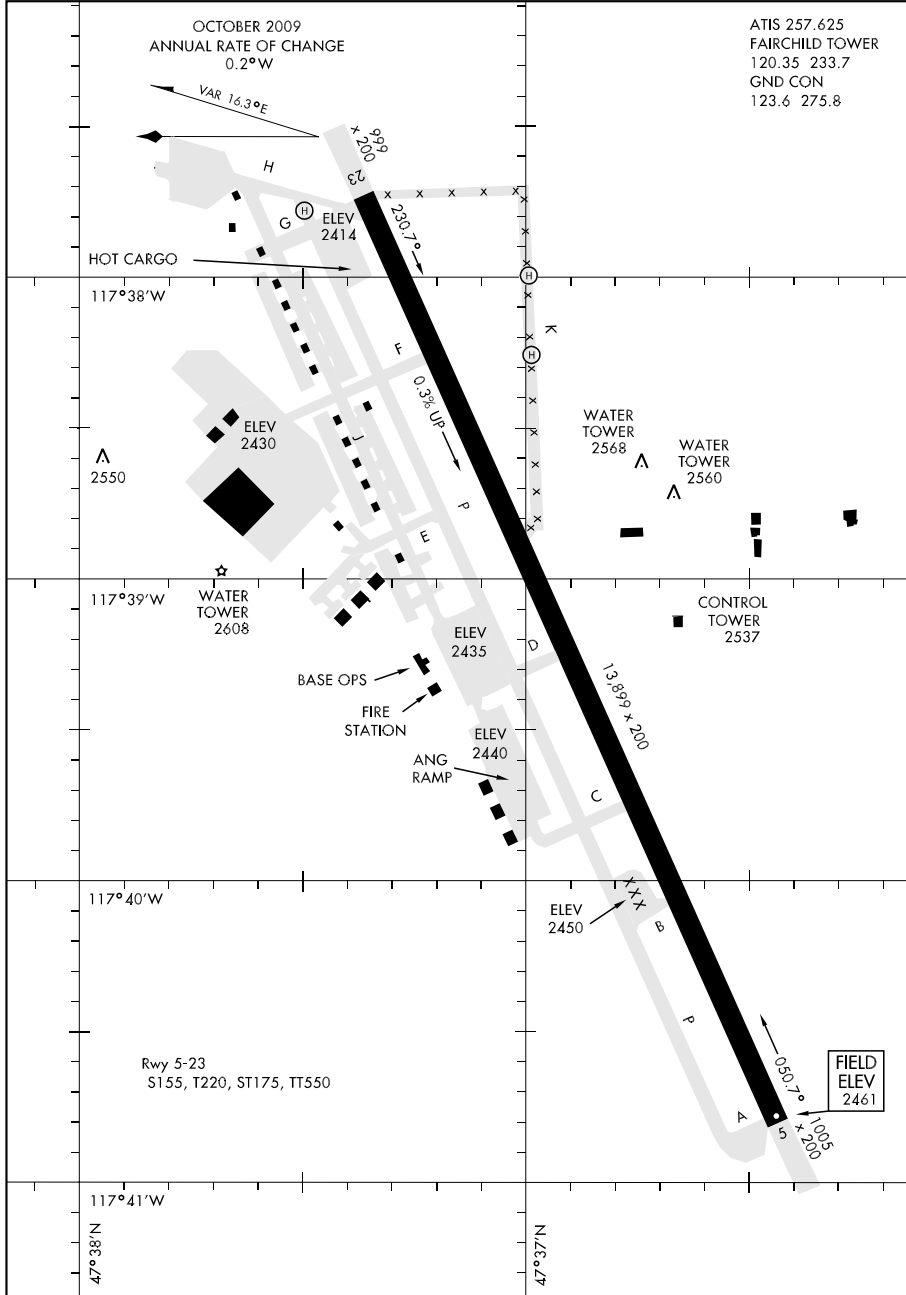 OCTOBER 2009
ANNUAL RATE OF CHANGE
0.2°W
VAR 16.3°E
ATIS 257.625
FAIRCHILD TOWER
120.35 233.7
GND CON
123.6 275.8
999
x 200
23
H
G
H
ELEV
2414
230.7°
HOT CARGO
H
117°38'W
K
H
F
0.3% UP
ELEV
2430
J
2550
WATER
TOWER
2568
WATER
TOWER
2560
P
E
117°39'W
WATER
TOWER
2608
CONTROL
TOWER
2537
ELEV
2435
D
BASE OPS
13,899 x 200
FIRE
STATION
ELEV
2440
ANG
RAMP
C
117°40'W
X X X
ELEV
2450
B
P
Rwy 5-23
S155, T220, ST175, TT550
050.7°
FIELD
ELEV
2461
A
5
1005
x 200
117°41'W
47°38'N
47°37'N